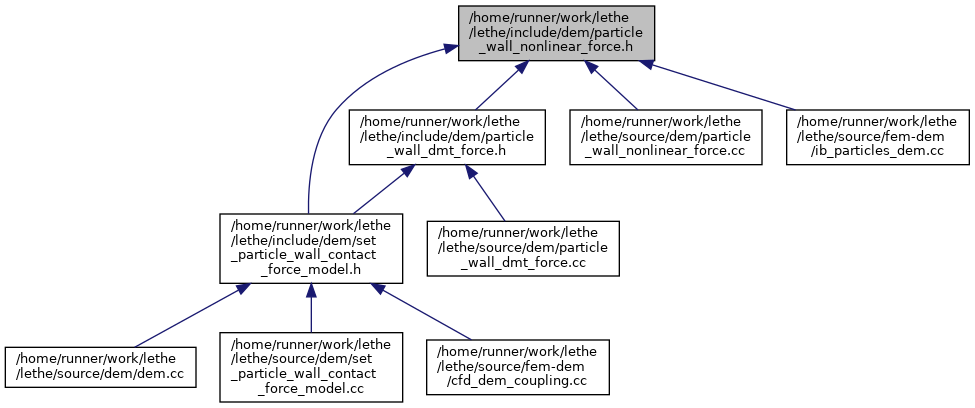 /home/runner/work/lethe
/lethe/include/dem/particle
_wall_nonlinear_force.h
/home/runner/work/lethe
/lethe/include/dem/particle
_wall_dmt_force.h
/home/runner/work/lethe
/lethe/source/dem/particle
_wall_nonlinear_force.cc
/home/runner/work/lethe
/lethe/source/fem-dem
/ib_particles_dem.cc
/home/runner/work/lethe
/lethe/include/dem/set
_particle_wall_contact
_force_model.h
/home/runner/work/lethe
/lethe/source/dem/particle
_wall_dmt_force.cc
/home/runner/work/lethe
/lethe/source/dem/dem.cc
/home/runner/work/lethe
/lethe/source/dem/set
_particle_wall_contact
_force_model.cc
/home/runner/work/lethe
/lethe/source/fem-dem
/cfd_dem_coupling.cc